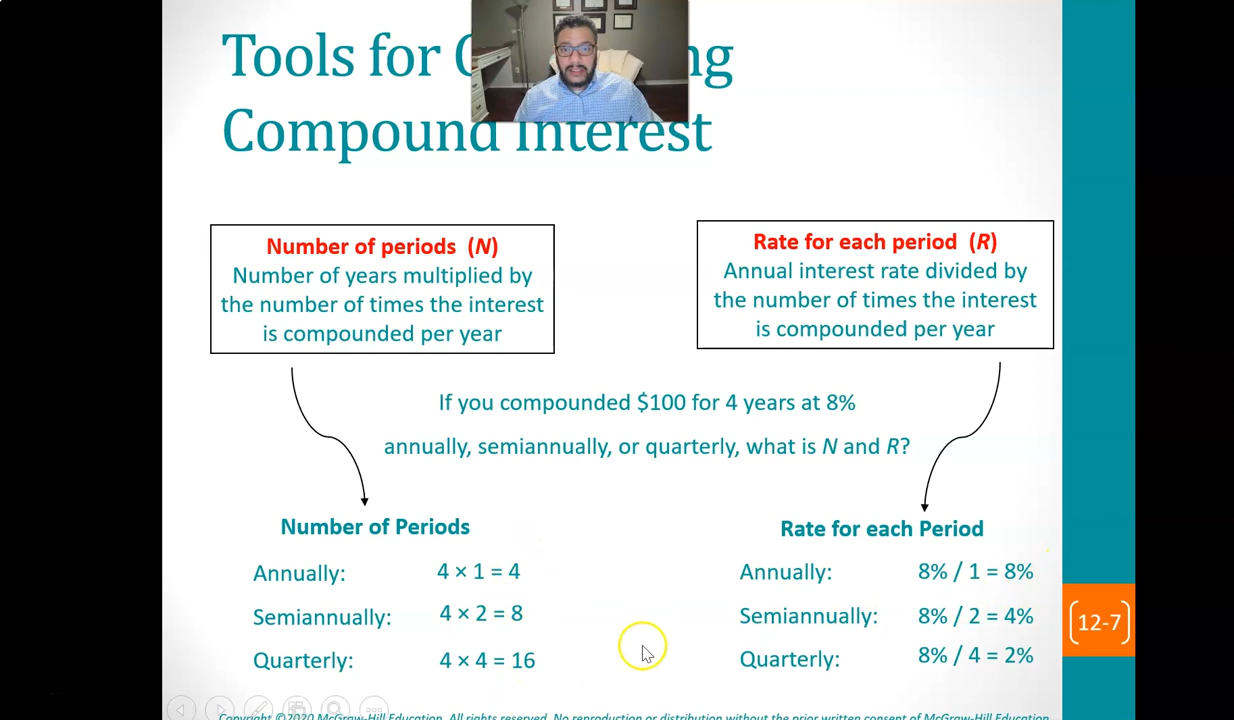 Tools for ng
Compound Interest
Number of periods (N)
Number of years multiplied by
the number of times the interest
is compounded per year
Rate for each period (R)
Annual interest rate divided by
the number of times the interest
is compounded per year
If you compounded $100 for 4 years at 8%
annually, semiannually, or quarterly, what is N and R?
Number of Periods
Annually: 4 × 1 = 4
Semiannually: 4 × 2 = 8
Quarterly: 4 × 4 = 16
Rate for each Period
Annually: 8% / 1 = 8%
Semiannually: 8% / 2 = 4%
Quarterly: 8% / 4 = 2%
12-7
Copyright ©2020 McGraw-Hill Education. All rights reserved. No reproduction or distribution without the prior written consent of McGraw-Hill Education